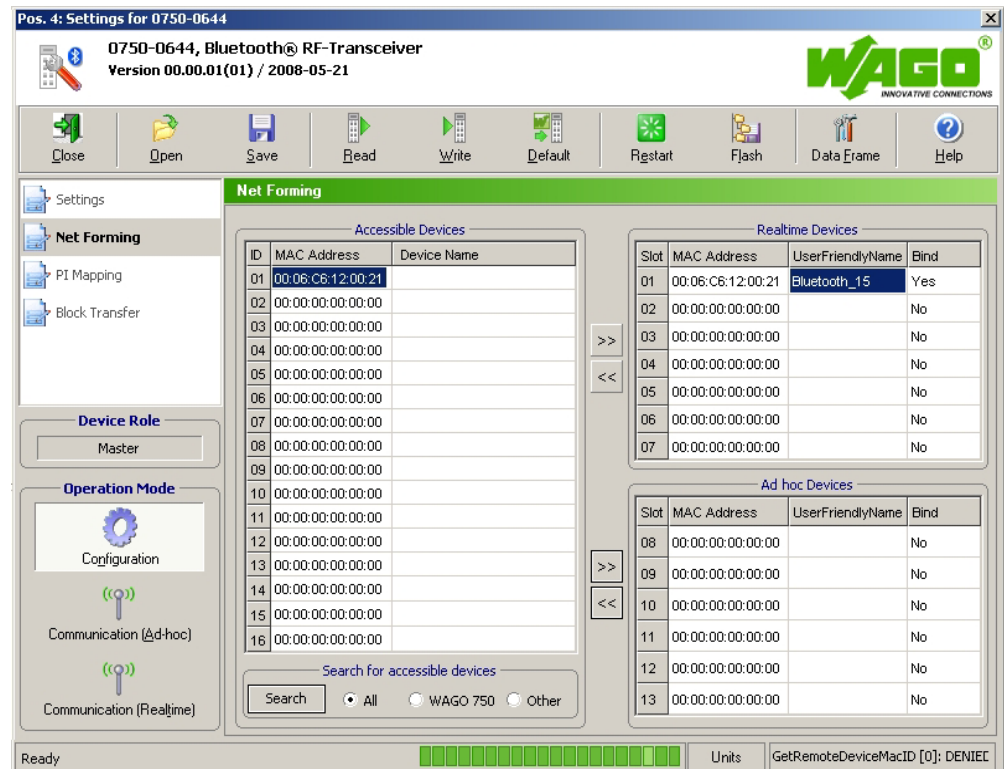 Pos. 4: Settings for 0750-0644
0750-0644, Bluetooth® RF-Transceiver
Version 00.00.01(01) / 2008-05-21
WAGO®
INNOVATIVE CONNECTIONS
Close Open Save Read Write Default Restart Flash Data Frame Help
Settings
Net Forming
PI Mapping
Block Transfer
Device Role
Master
Operation Mode
Configuration
Communication (Ad-hoc)
Communication (Realtime)
Net Forming
Accessible Devices
ID MAC Address Device Name
01 00:06:C6:12:00:21
02 00:00:00:00:00:00
03 00:00:00:00:00:00
04 00:00:00:00:00:00
05 00:00:00:00:00:00
06 00:00:00:00:00:00
07 00:00:00:00:00:00
08 00:00:00:00:00:00
09 00:00:00:00:00:00
10 00:00:00:00:00:00
11 00:00:00:00:00:00
12 00:00:00:00:00:00
13 00:00:00:00:00:00
14 00:00:00:00:00:00
15 00:00:00:00:00:00
16 00:00:00:00:00:00
Search for accessible devices
Search All WAGO 750 Other
>>
<<
>>
<<
Realtime Devices
Slot MAC Address UserFriendlyName Bind
01 00:06:C6:12:00:21 Bluetooth_15 Yes
02 00:00:00:00:00:00 No
03 00:00:00:00:00:00 No
04 00:00:00:00:00:00 No
05 00:00:00:00:00:00 No
06 00:00:00:00:00:00 No
07 00:00:00:00:00:00 No
Ad hoc Devices
Slot MAC Address UserFriendlyName Bind
08 00:00:00:00:00:00 No
09 00:00:00:00:00:00 No
10 00:00:00:00:00:00 No
11 00:00:00:00:00:00 No
12 00:00:00:00:00:00 No
13 00:00:00:00:00:00 No
Ready Units GetRemoteDeviceMacID [0]: DENIED